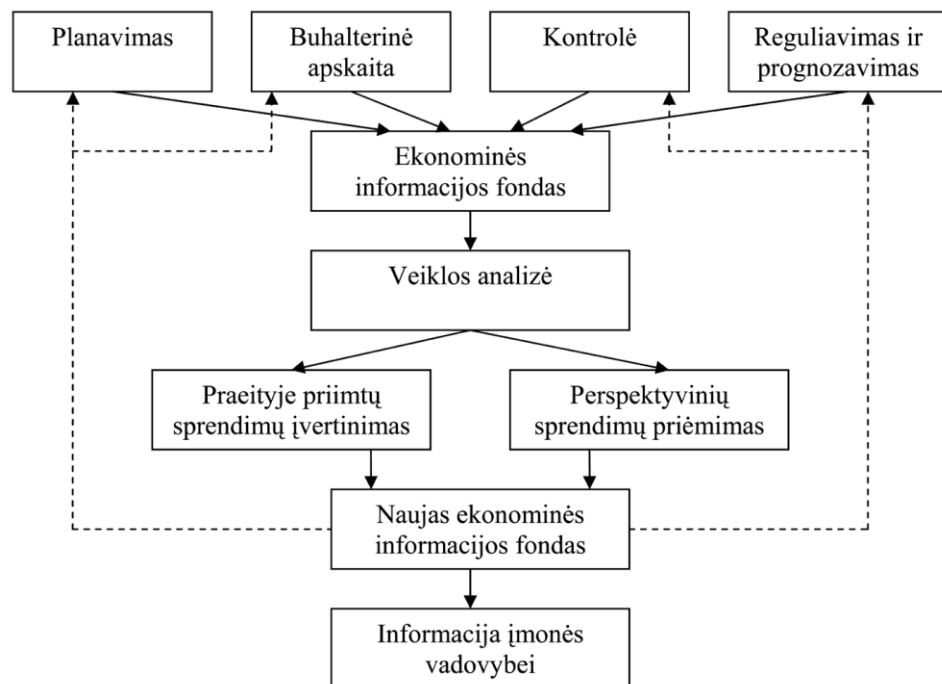 Planavimas
Buhalterinė
apskaita
Kontrolė
Reguliavimas ir
prognozavimas
Ekonominės
informacijos fondas
Veiklos analizė
Praeityje priimtų
sprendimų įvertinimas
Perspektyvinių
sprendimų priėmimas
Naujas ekonominės
informacijos fondas
Informacija įmonės
vadovybei